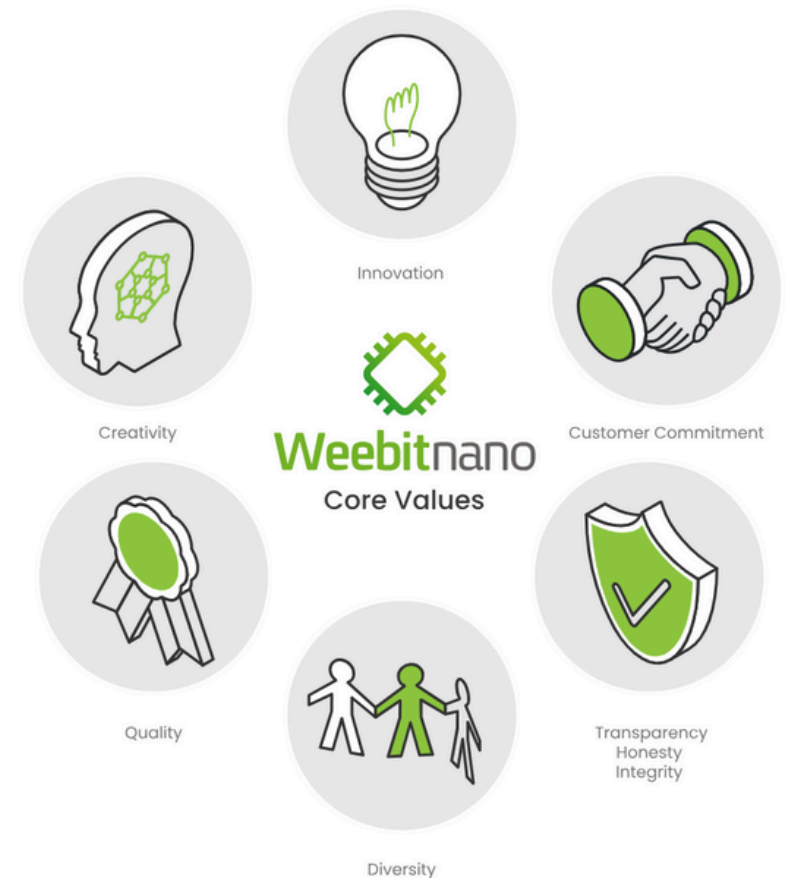 Innovation
Creativity
Customer Commitment
Weebitnano
Core Values
Quality
Transparency
Honesty
Integrity
Diversity